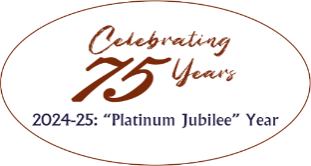 Celebrating
75 Years
2024-25: “Platinum Jubilee” Year